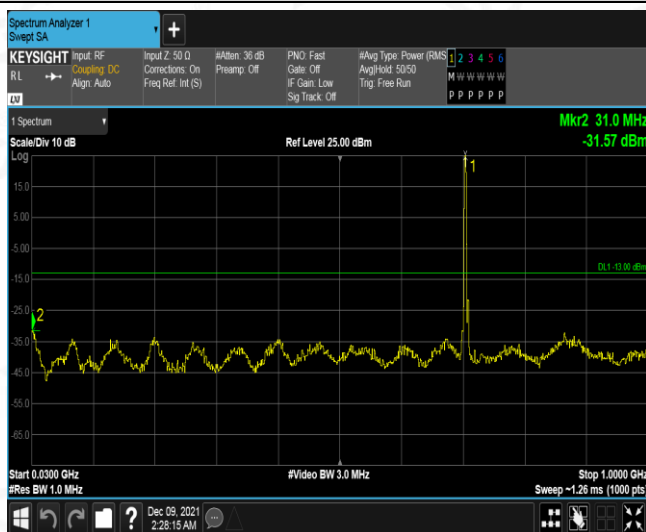 Spectrum Analyzer 1
Swept SA
+
KEYSIGHT
RL
LXI
Input: RF
Coupling: DC
Align: Auto
Input Z: 50 Ω
Corrections: On
Freq Ref: Int (S)
#Atten: 36 dB
Preamp: Off
PNO: Fast
Gate: Off
IF Gain: Low
Sig Track: Off
#Avg Type: Power (RMS
Avg|Hold: 50/50
Trig: Free Run
1 2 3 4 5 6
M W W W W W
P P P P P P
1 Spectrum
Mkr2 31.0 MHz
Scale/Div 10 dB
Ref Level 25.00 dBm
-31.57 dBm
Log
1
15.0
5.00
-5.00
DL1 -13.00 dBm
-15.0
-25.0
2
-35.0
-45.0
-55.0
-65.0
Start 0.0300 GHz
#Video BW 3.0 MHz
Stop 1.0000 GHz
#Res BW 1.0 MHz
Sweep ~1.26 ms (1000 pts)
?
Dec 09, 2021
2:28:15 AM